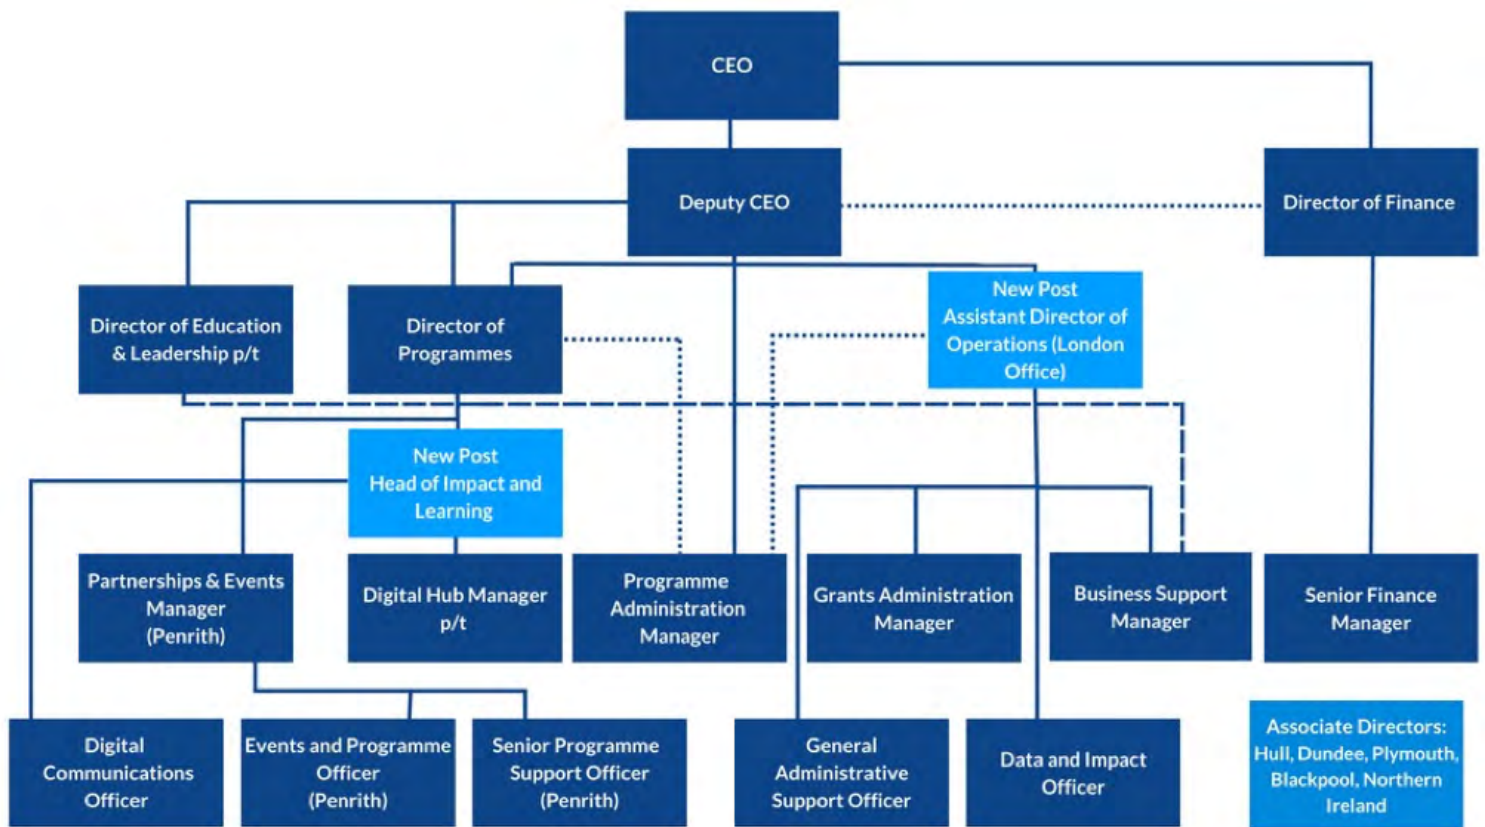 CEO
Deputy CEO
Director of Finance
Director of Education
& Leadership p/t
Director of
Programmes
New Post
Assistant Director of
Operations (London
Office)
New Post
Head of Impact and
Learning
Partnerships & Events
Manager
(Penrith)
Digital Hub Manager
p/t
Programme
Administration
Manager
Grants Administration
Manager
Business Support
Manager
Senior Finance
Manager
Digital
Communications
Officer
Events and Programme
Officer
(Penrith)
Senior Programme
Support Officer
(Penrith)
General
Administrative
Support Officer
Data and Impact
Officer
Associate Directors:
Hull, Dundee, Plymouth,
Blackpool, Northern
Ireland